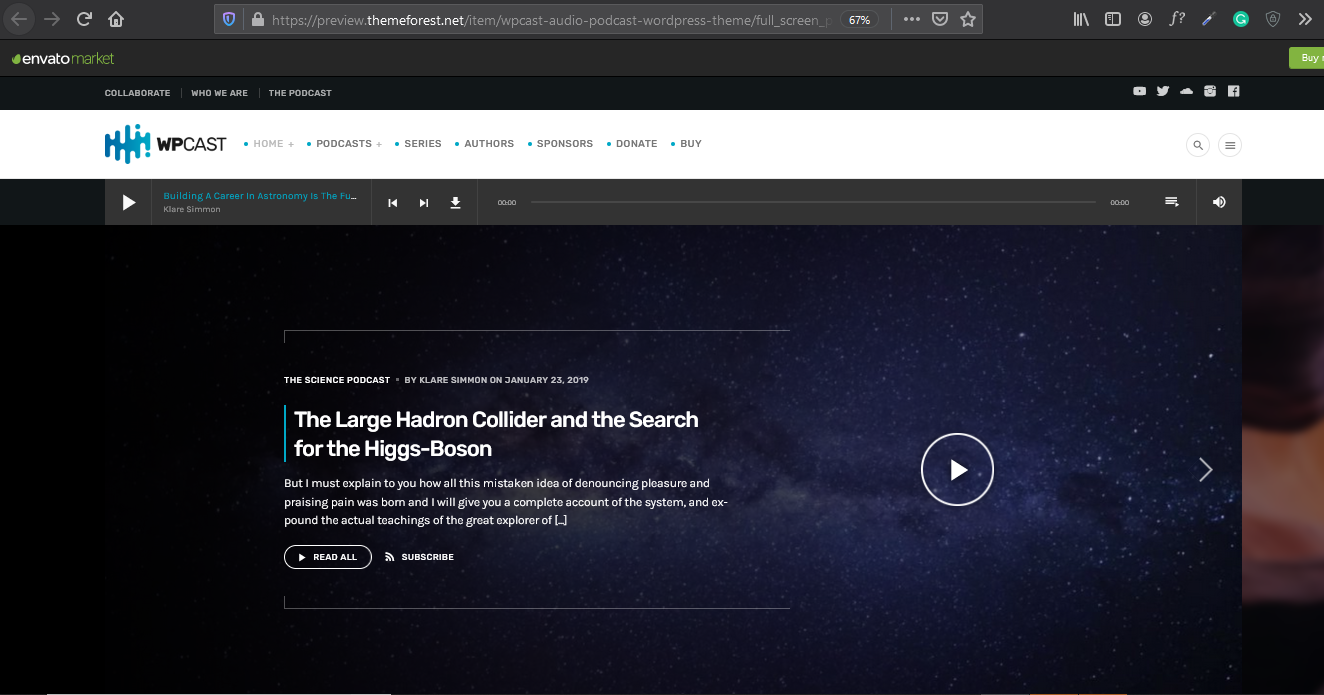 https://preview.themeforest.net/item/wpcast-audio-podcast-wordpress-theme/full_screen_p
67%
f?
envatomarket
Buy
COLLABORATE
WHO WE ARE
THE PODCAST
WPCAST
HOME +
PODCASTS +
SERIES
AUTHORS
SPONSORS
DONATE
BUY
Building A Career In Astronomy Is The Fu...
Klare Simmon
00:00
00:00
THE SCIENCE PODCAST
BY KLARE SIMMON ON JANUARY 23, 2019
The Large Hadron Collider and the Search
for the Higgs-Boson
But I must explain to you how all this mistaken idea of denouncing pleasure and
praising pain was born and I will give you a complete account of the system, and ex-
pound the actual teachings of the great explorer of [...]
READ ALL
SUBSCRIBE